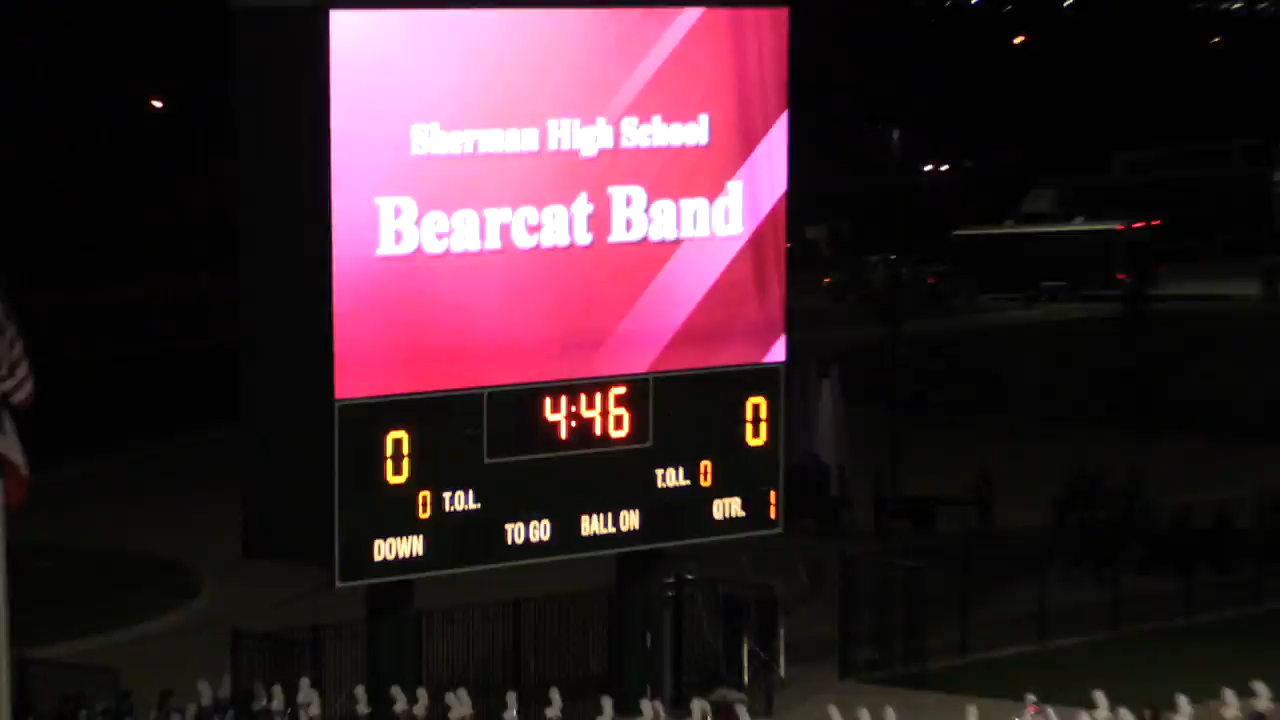 Sherman High School
Bearcat Band
4:46
0 0
0 T.O.L. T.O.L. 0
DOWN TO GO BALL ON QTR. 1